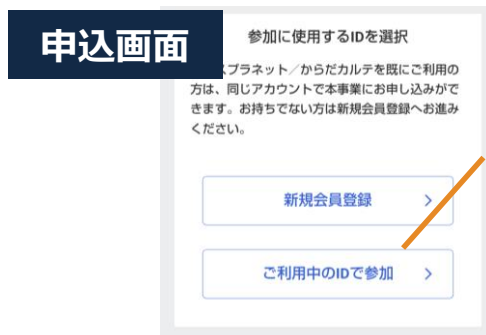 申込画面
参加に使用するIDを選択
スプラネット／からだカルテを既にご利用の
方は、同じアカウントで本事業にお申し込みがで
きます。お持ちでない方は新規会員登録へお進み
ください。
新規会員登録
ご利用中のIDで参加